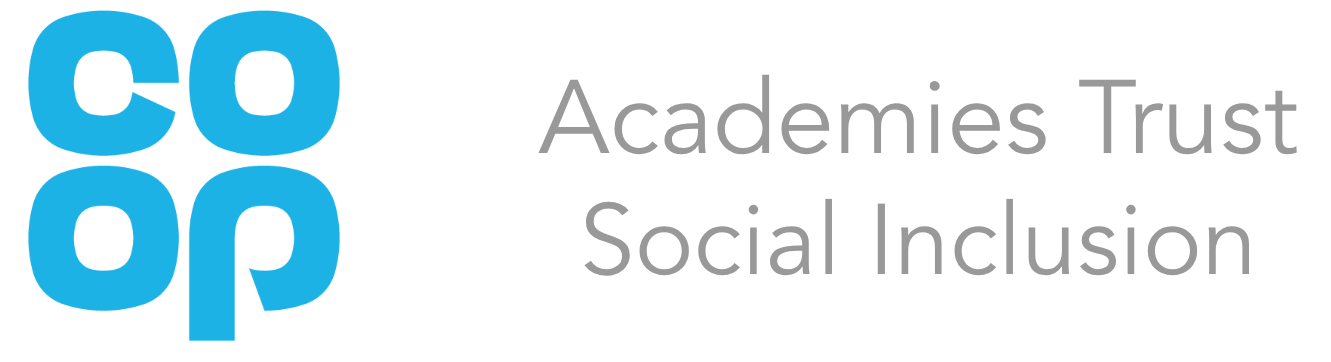 co
op
Academies Trust
Social Inclusion